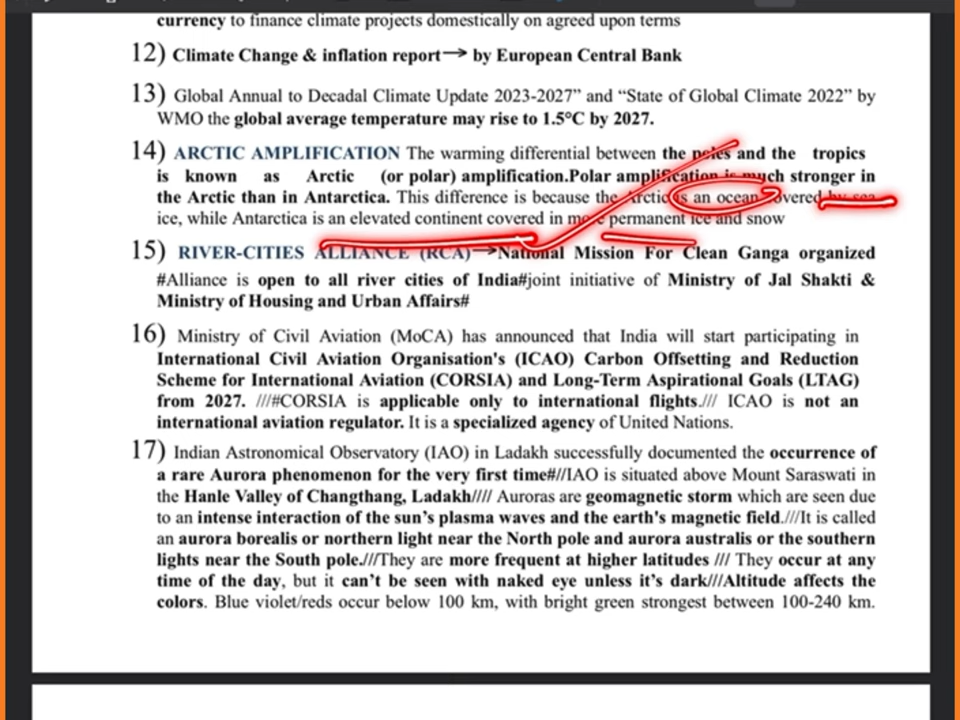 currency to finance climate projects domestically on agreed upon terms
12) Climate Change & inflation report→ by European Central Bank
13) Global Annual to Decadal Climate Update 2023-2027” and “State of Global Climate 2022” by
WMO the global average temperature may rise to 1.5°C by 2027.
14) ARCTIC AMPLIFICATION The warming differential between the poles and the tropics
is known as Arctic (or polar) amplification.Polar amplification is much stronger in
the Arctic than in Antarctica. This difference is because the Arctic is an ocean covered by sea
ice, while Antarctica is an elevated continent covered in more permanent ice and snow
15) RIVER-CITIES ALLIANCE (RCA)→National Mission For Clean Ganga organized
#Alliance is open to all river cities of India#joint initiative of Ministry of Jal Shakti &
Ministry of Housing and Urban Affairs#
16) Ministry of Civil Aviation (MoCA) has announced that India will start participating in
International Civil Aviation Organisation's (ICAO) Carbon Offsetting and Reduction
Scheme for International Aviation (CORSIA) and Long-Term Aspirational Goals (LTAG)
from 2027. ///#CORSIA is applicable only to international flights./// ICAO is not an
international aviation regulator. It is a specialized agency of United Nations.
17) Indian Astronomical Observatory (IAO) in Ladakh successfully documented the occurrence of
a rare Aurora phenomenon for the very first time#//IAO is situated above Mount Saraswati in
the Hanle Valley of Changthang, Ladakh//// Auroras are geomagnetic storm which are seen due
to an intense interaction of the sun’s plasma waves and the earth's magnetic field.///It is called
an aurora borealis or northern light near the North pole and aurora australis or the southern
lights near the South pole.///They are more frequent at higher latitudes /// They occur at any
time of the day, but it can’t be seen with naked eye unless it’s dark///Altitude affects the
colors. Blue violet/reds occur below 100 km, with bright green strongest between 100-240 km.